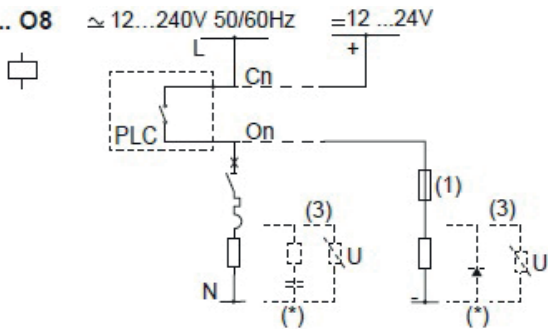 .. O8 ≃ 12...240V 50/60Hz =12 ...24V
L +
Cn
PLC On
(1)
(3) (3)
U U
N -
(*) (*)